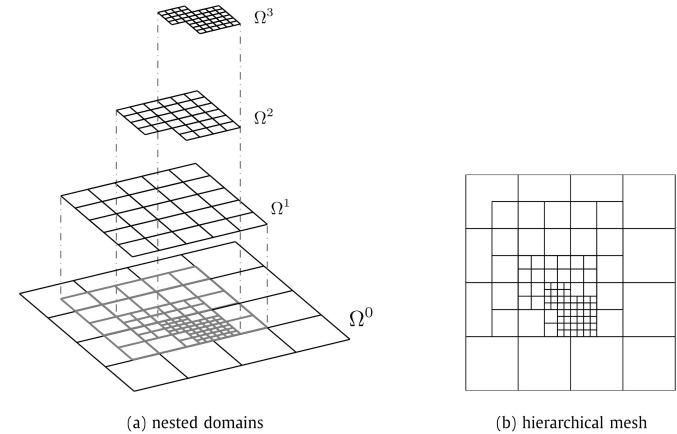 Ω³
Ω²
Ω¹
Ω⁰
(a) nested domains
(b) hierarchical mesh